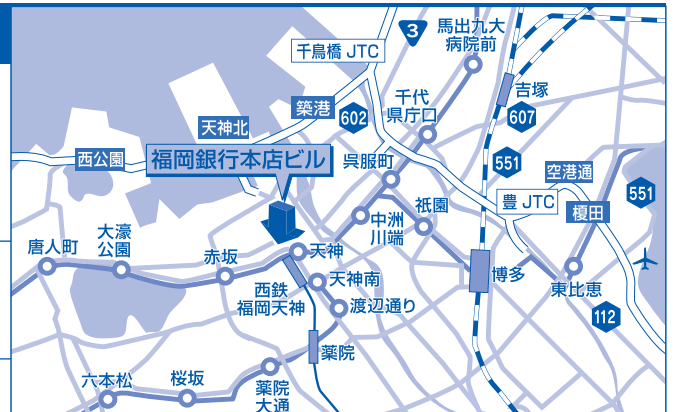 3
馬出九大
病院前
千鳥橋 JTC
吉塚
築港
千代
県庁口
602
607
天神北
西公園
福岡銀行本店ビル
呉服町
551
空港通
551
豊 JTC
榎田
祇園
中洲
川端
唐人町
大濠
公園
赤坂
天神
博多
東比恵
西鉄
福岡天神
天神南
渡辺通り
112
薬院
六本松
桜坂
薬院
大通